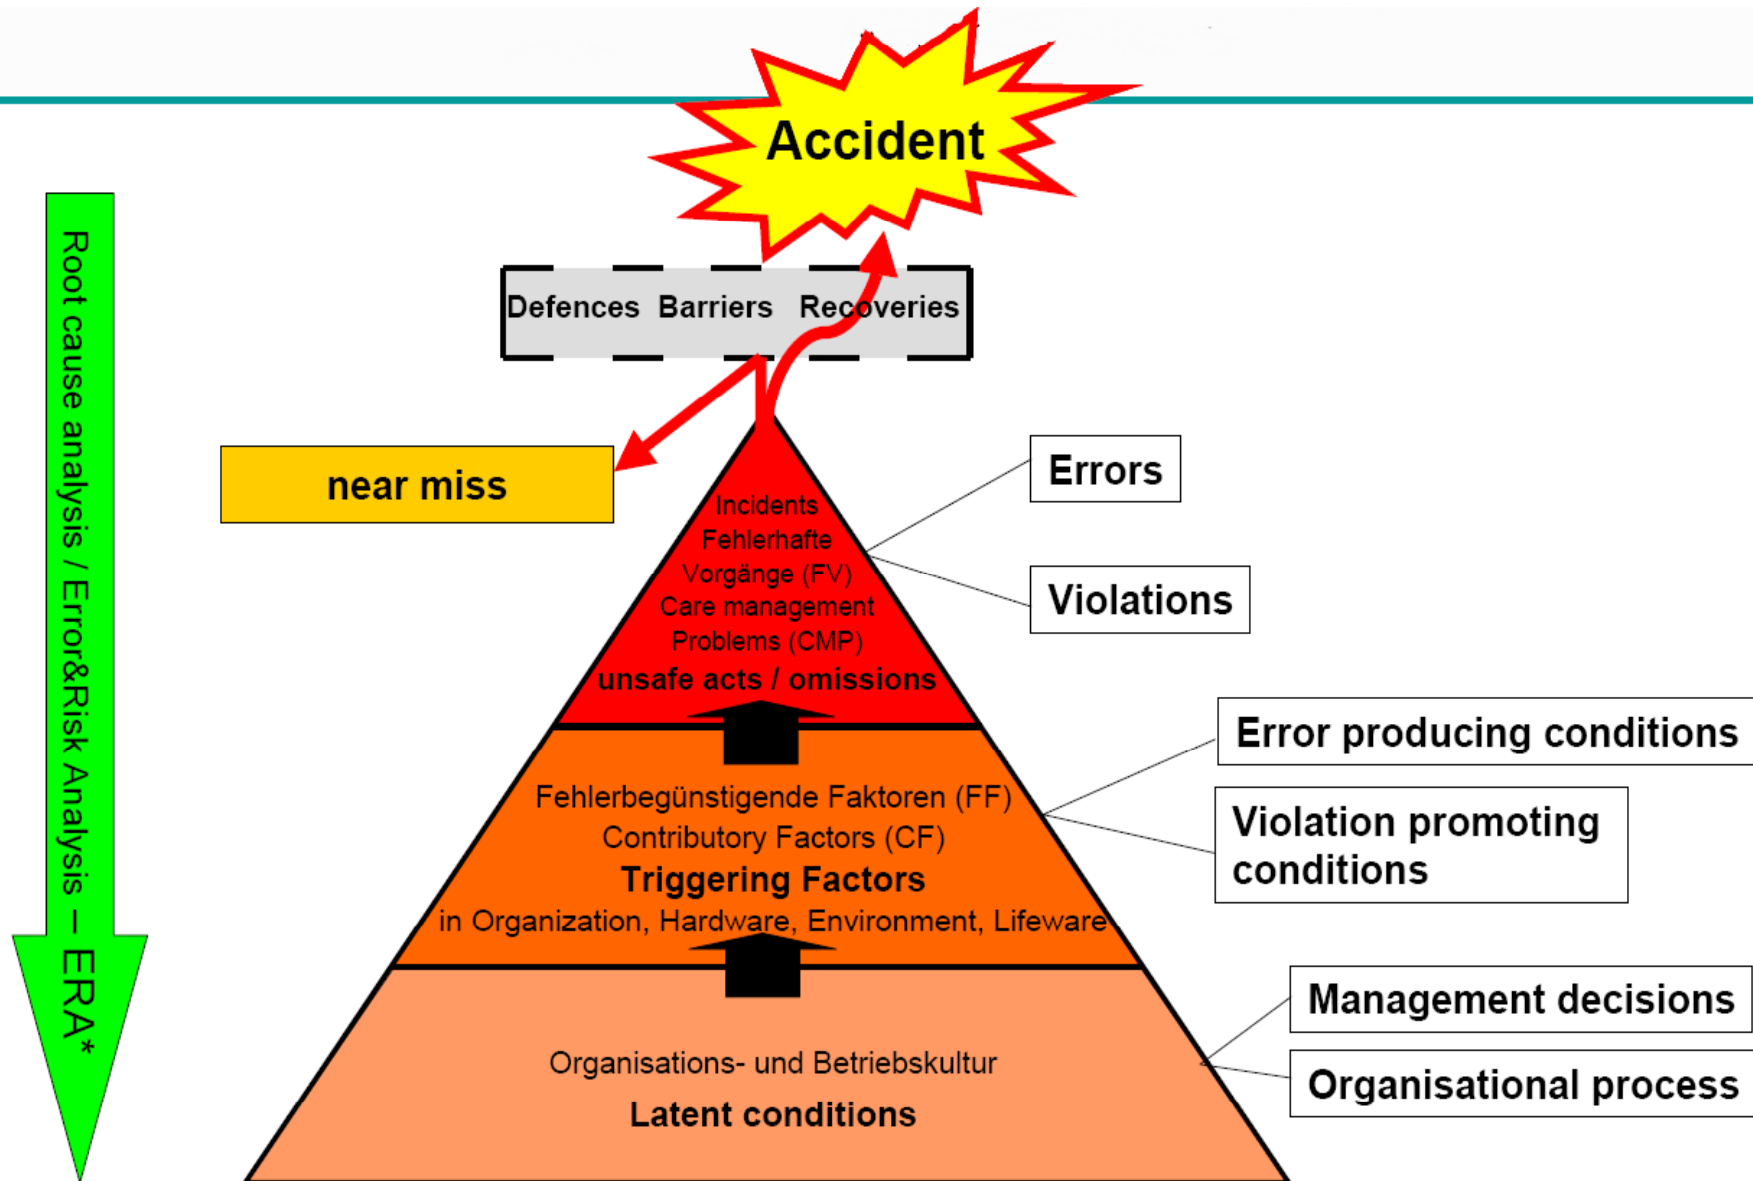 Accident
Defences Barriers Recoveries
Root cause analysis / Error&Risk Analysis – ERA*
near miss
Errors
Violations
Incidents
Fehlerhafte
Vorgänge (FV)
Care management
Problems (CMP)
unsafe acts / omissions
Error producing conditions
Violation promoting
conditions
Fehlerbegünstigende Faktoren (FF)
Contributory Factors (CF)
Triggering Factors
in Organization, Hardware, Environment, Lifeware
Management decisions
Organisational process
Organisations- und Betriebskultur
Latent conditions